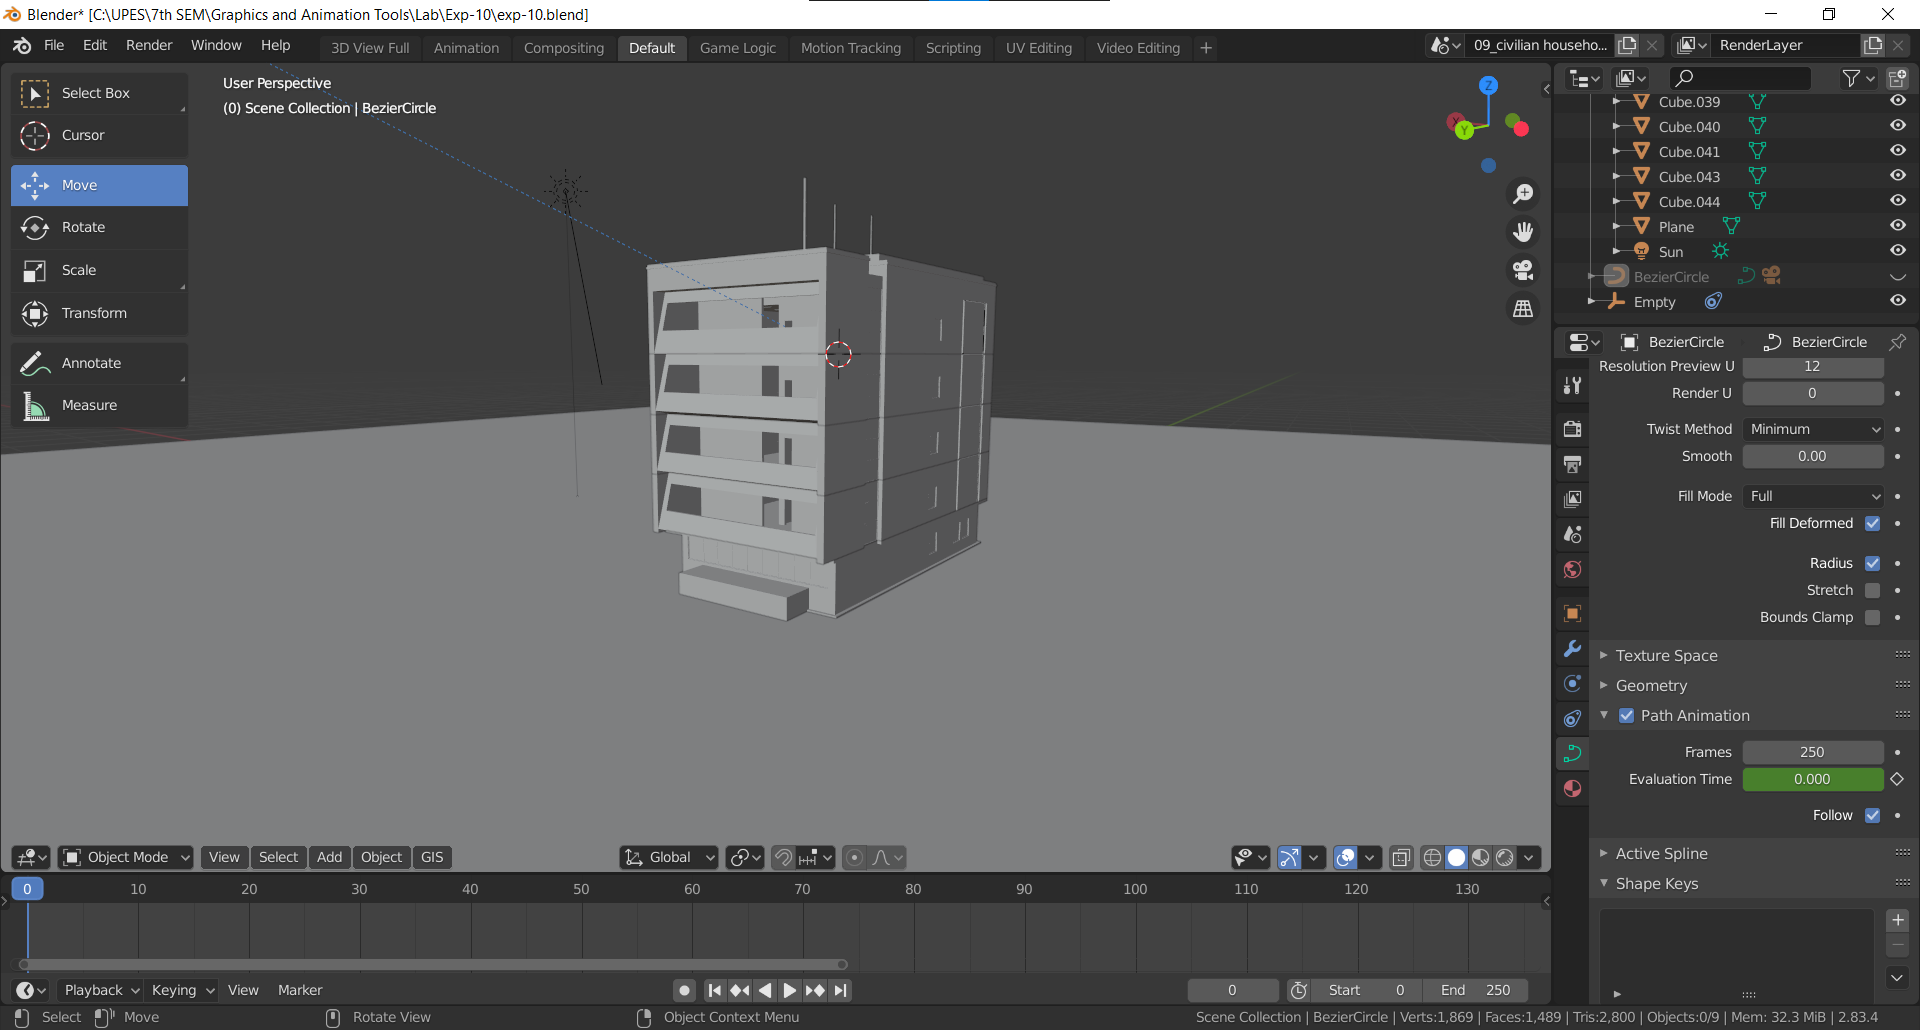 Blender* [C:\UPES\7th SEM\Graphics and Animation Tools\Lab\Exp-10\exp-10.blend]
File Edit Render Window Help 3D View Full Animation Compositing Default Game Logic Motion Tracking Scripting UV Editing Video Editing + 09_civilian househo... RenderLayer
User Perspective
(0) Scene Collection | BezierCircle
Select Box
Cursor
Move
Rotate
Scale
Transform
Annotate
Measure
Z
X
Y
Cube.039
Cube.040
Cube.041
Cube.043
Cube.044
Plane
Sun
BezierCircle
Empty
BezierCircle BezierCircle
Resolution Preview U 12
Render U 0
Twist Method Minimum
Smooth 0.00
Fill Mode Full
Fill Deformed
Radius
Stretch
Bounds Clamp
Texture Space
Geometry
Path Animation
Frames 250
Evaluation Time 0.000
Follow
Active Spline
Shape Keys
Object Mode View Select Add Object GIS Global
0 10 20 30 40 50 60 70 80 90 100 110 120 130
Playback Keying View Marker 0 Start 0 End 250
Select Move Rotate View Object Context Menu Scene Collection | BezierCircle | Verts:1,869 | Faces:1,489 | Tris:2,800 | Objects:0/9 | Mem: 32.3 MiB | 2.83.4